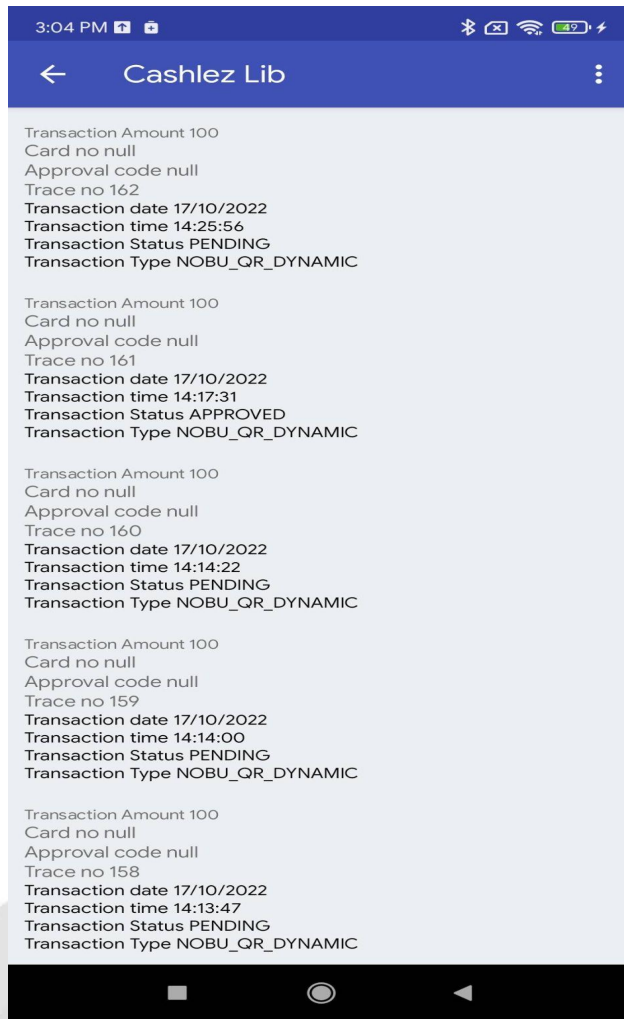 3:04 PM
49
Cashlez Lib
Transaction Amount 100
Card no null
Approval code null
Trace no 162
Transaction date 17/10/2022
Transaction time 14:25:56
Transaction Status PENDING
Transaction Type NOBU_QR_DYNAMIC
Transaction Amount 100
Card no null
Approval code null
Trace no 161
Transaction date 17/10/2022
Transaction time 14:17:31
Transaction Status APPROVED
Transaction Type NOBU_QR_DYNAMIC
Transaction Amount 100
Card no null
Approval code null
Trace no 160
Transaction date 17/10/2022
Transaction time 14:14:22
Transaction Status PENDING
Transaction Type NOBU_QR_DYNAMIC
Transaction Amount 100
Card no null
Approval code null
Trace no 159
Transaction date 17/10/2022
Transaction time 14:14:00
Transaction Status PENDING
Transaction Type NOBU_QR_DYNAMIC
Transaction Amount 100
Card no null
Approval code null
Trace no 158
Transaction date 17/10/2022
Transaction time 14:13:47
Transaction Status PENDING
Transaction Type NOBU_QR_DYNAMIC